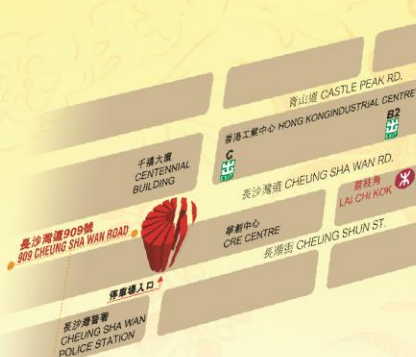 青山道 CASTLE PEAK RD.
香港工業中心 HONG KONGINDUSTRIAL CENTRE
B2
C
千禧大廈
CENTENNIAL
BUILDING
長沙灣道 CHEUNG SHA WAN RD.
荔枝角
LAI CHI KOK
長沙灣道909號
909 CHEUNG SHA WAN ROAD
華創中心
CRE CENTRE
長順街 CHEUNG SHUN ST.
停車場入口
長沙灣警署
CHEUNG SHA WAN
POLICE STATION